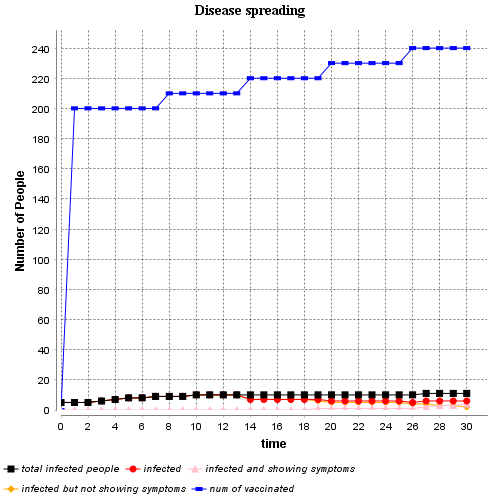 Disease spreading
Number of People
240
220
200
180
160
140
120
100
80
60
40
20
0
0 2 4 6 8 10 12 14 16 18 20 22 24 26 28 30
time
total infected people infected infected and showing symptoms
infected but not showing symptoms num of vaccinated